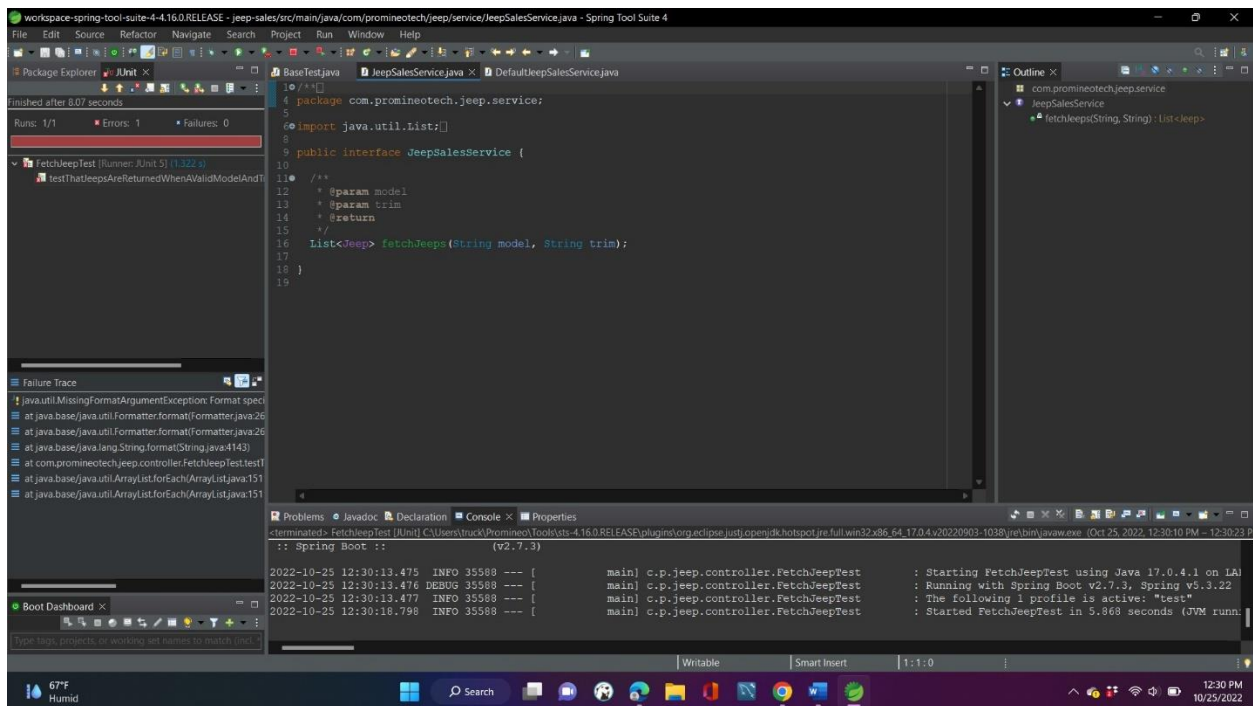 workspace-spring-tool-suite-4-4.16.0.RELEASE - jeep-sales/src/main/java/com/promineotech/jeep/service/JeepSalesService.java - Spring Tool Suite 4
File Edit Source Refactor Navigate Search Project Run Window Help
Package Explorer JUnit
Finished after 8.07 seconds
Runs: 1/1 Errors: 1 Failures: 0
FetchJeepTest [Runner: JUnit 5] (1.322 s)
testThatJeepsAreReturnedWhenAValidModelAndT
Failure Trace
java.util.MissingFormatArgumentException: Format speci
at java.base/java.util.Formatter.format(Formatter.java:26
at java.base/java.util.Formatter.format(Formatter.java:26
at java.base/java.lang.String.format(String.java:4143)
at com.promineotech.jeep.controller.FetchJeepTest.testT
at java.base/java.util.ArrayList.forEach(ArrayList.java:151
at java.base/java.util.ArrayList.forEach(ArrayList.java:151
Boot Dashboard
Type tags, projects, or working set names to match (incl. *
BaseTest.java JeepSalesService.java DefaultJeepSalesService.java
1 /**
4 package com.promineotech.jeep.service;
5
6 import java.util.List;
8
9 public interface JeepSalesService {
10
11 /**
12 * @param model
13 * @param trim
14 * @return
15 */
16 List<Jeep> fetchJeeps(String model, String trim);
17
18 }
19
Outline
com.promineotech.jeep.service
JeepSalesService
fetchJeeps(String, String) : List<Jeep>
Problems Javadoc Declaration Console Properties
<terminated> FetchJeepTest [JUnit] C:\Users\truck\Promineo\Tools\sts-4.16.0.RELEASE\plugins\org.eclipse.justj.openjdk.hotspot.jre.full.win32.x86_64_17.0.4.v20220903-1038\jre\bin\javaw.exe (Oct 25, 2022, 12:30:10 PM – 12:30:23 P
:: Spring Boot :: (v2.7.3)
2022-10-25 12:30:13.475 INFO 35588 --- [ main] c.p.jeep.controller.FetchJeepTest : Starting FetchJeepTest using Java 17.0.4.1 on LA
2022-10-25 12:30:13.476 DEBUG 35588 --- [ main] c.p.jeep.controller.FetchJeepTest : Running with Spring Boot v2.7.3, Spring v5.3.22
2022-10-25 12:30:13.477 INFO 35588 --- [ main] c.p.jeep.controller.FetchJeepTest : The following 1 profile is active: "test"
2022-10-25 12:30:18.798 INFO 35588 --- [ main] c.p.jeep.controller.FetchJeepTest : Started FetchJeepTest in 5.868 seconds (JVM runn
Writable Smart Insert 1 : 1 : 0
67°F
Humid
Search
12:30 PM
10/25/2022